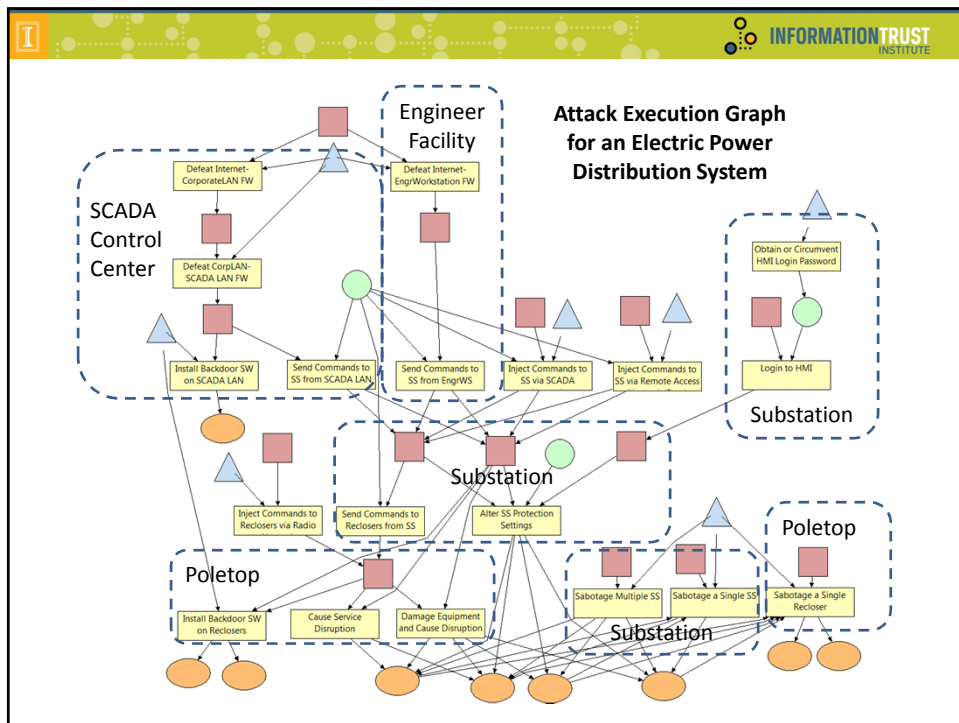 I
INFORMATIONTRUST
INSTITUTE
Engineer
Facility
Attack Execution Graph
for an Electric Power
Distribution System
Defeat Internet-
CorporateLAN FW
Defeat Internet-
EngrWorkstation FW
SCADA
Control
Center
Obtain or Circumvent
HMI Login Password
Defeat CorpLAN-
SCADA LAN FW
Install Backdoor SW
on SCADA LAN
Send Commands to
SS from SCADA LAN
Send Commands to
SS from EngrWS
Inject Commands to
SS via SCADA
Inject Commands to
SS via Remote Access
Login to HMI
Substation
Substation
Inject Commands to
Reclosers via Radio
Send Commands to
Reclosers from SS
Alter SS Protection
Settings
Poletop
Poletop
Install Backdoor SW
on Reclosers
Cause Service
Disruption
Damage Equipment
and Cause Disruption
Sabotage Multiple SS
Sabotage a Single SS
Sabotage a Single
Recloser
Substation